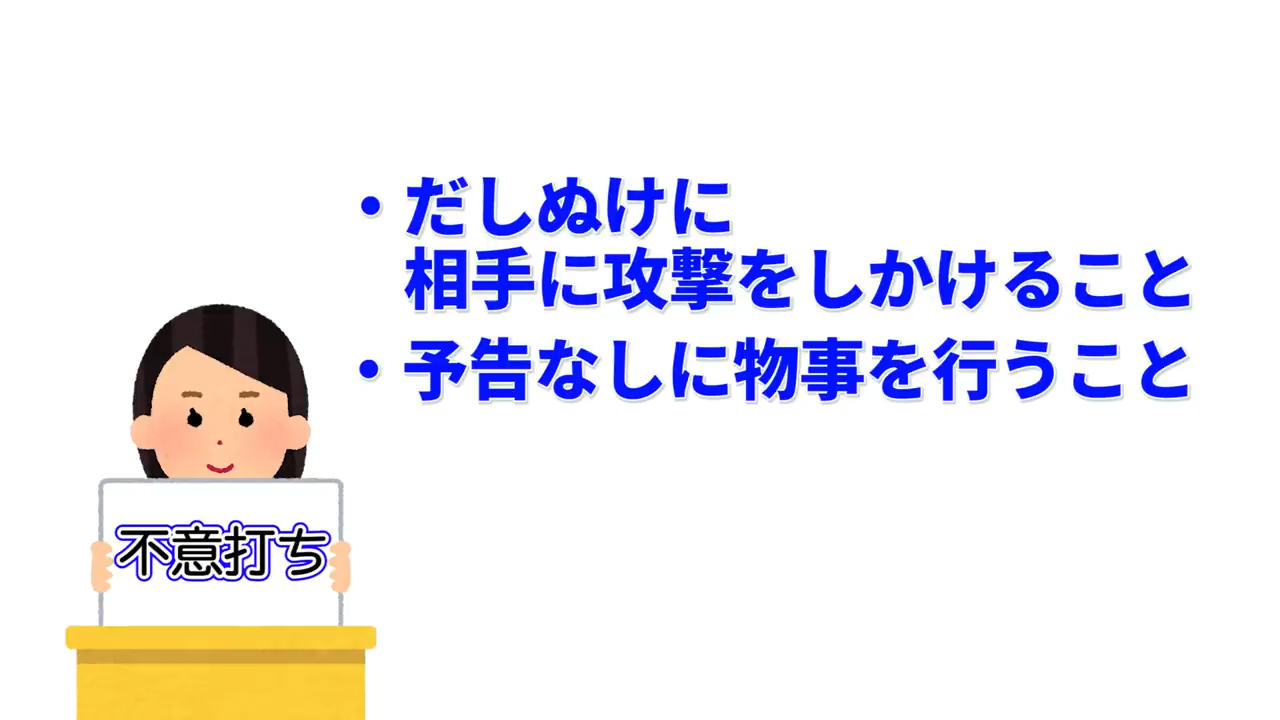 ・だしぬけに
相手に攻撃をしかけること
・予告なしに物事を行うこと
不意打ち